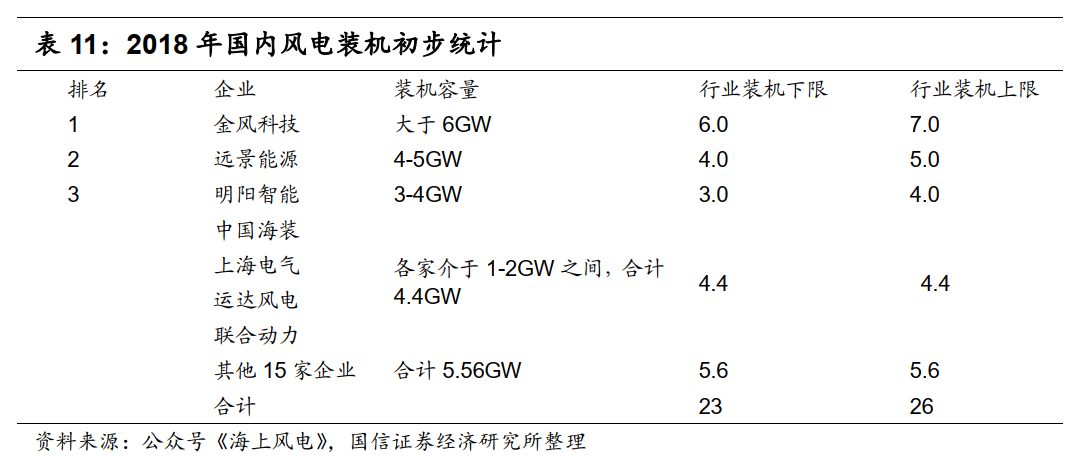 表 11：2018 年国内风电装机初步统计
排名 企业 装机容量 行业装机下限 行业装机上限
1 金风科技 大于 6GW 6.0 7.0
2 远景能源 4-5GW 4.0 5.0
3 明阳智能 3-4GW 3.0 4.0
中国海装
上海电气
运达风电
联合动力
各家介于 1-2GW 之间，合计
4.4GW
4.4 4.4
其他 15 家企业 合计 5.56GW 5.6 5.6
合计 23 26
资料来源：公众号《海上风电》，国信证券经济研究所整理